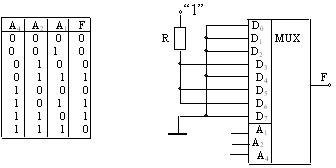 A4 A2 A1 F
0 0 0 0
0 0 1 0
0 1 0 0
0 1 1 1
1 0 0 0
1 0 1 1
1 1 0 1
1 1 1 0
“1”
R
MUX
D0
D1
D2
D3
D4
D5
D6
D7
A1
A2
A4
F